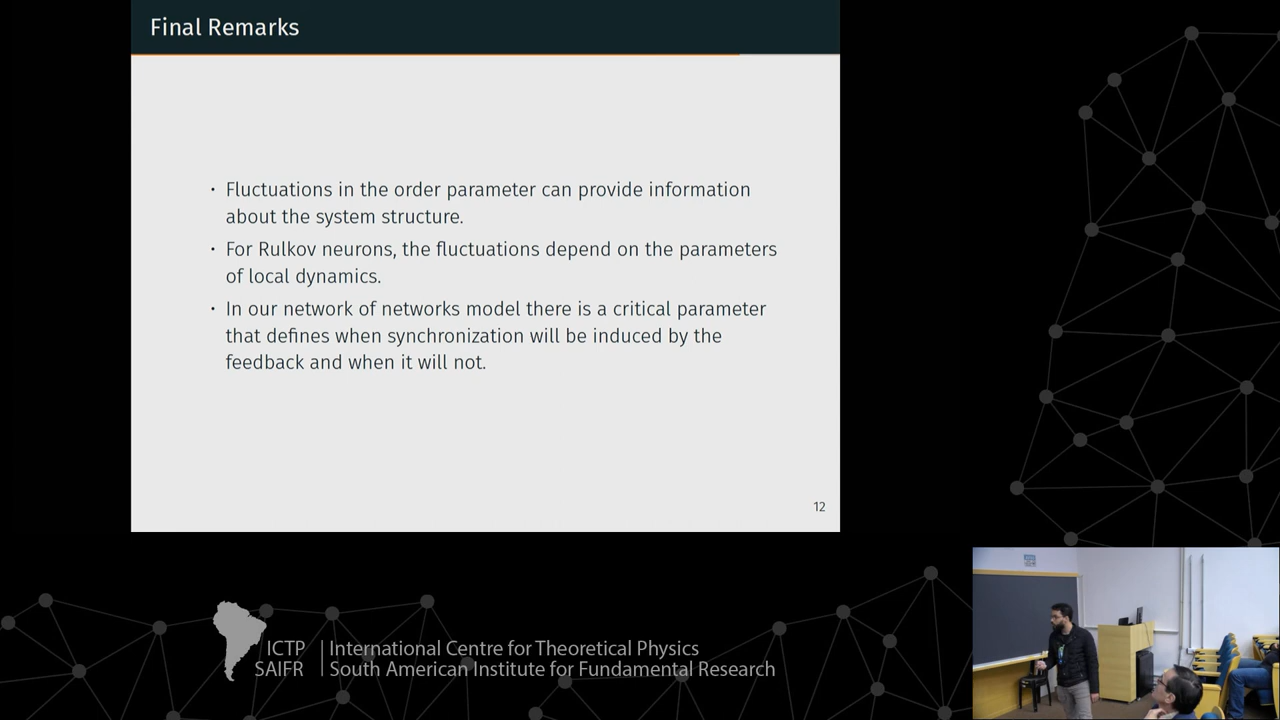 Final Remarks
· Fluctuations in the order parameter can provide information
about the system structure.
· For Rulkov neurons, the fluctuations depend on the parameters
of local dynamics.
· In our network of networks model there is a critical parameter
that defines when synchronization will be induced by the
feedback and when it will not.
12
ICTP | International Centre for Theoretical Physics
SAIFR | South American Institute for Fundamental Research